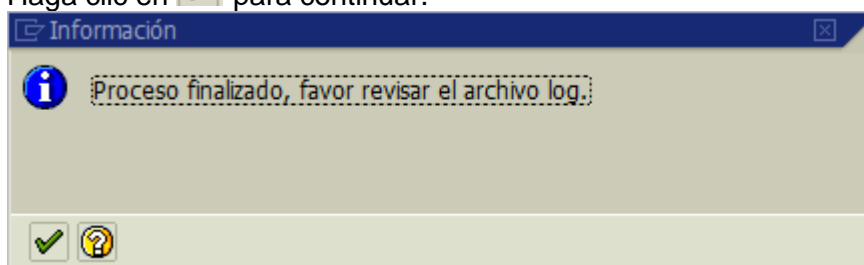 Haga clic en para continuar.
Información
Proceso finalizado, favor revisar el archivo log.